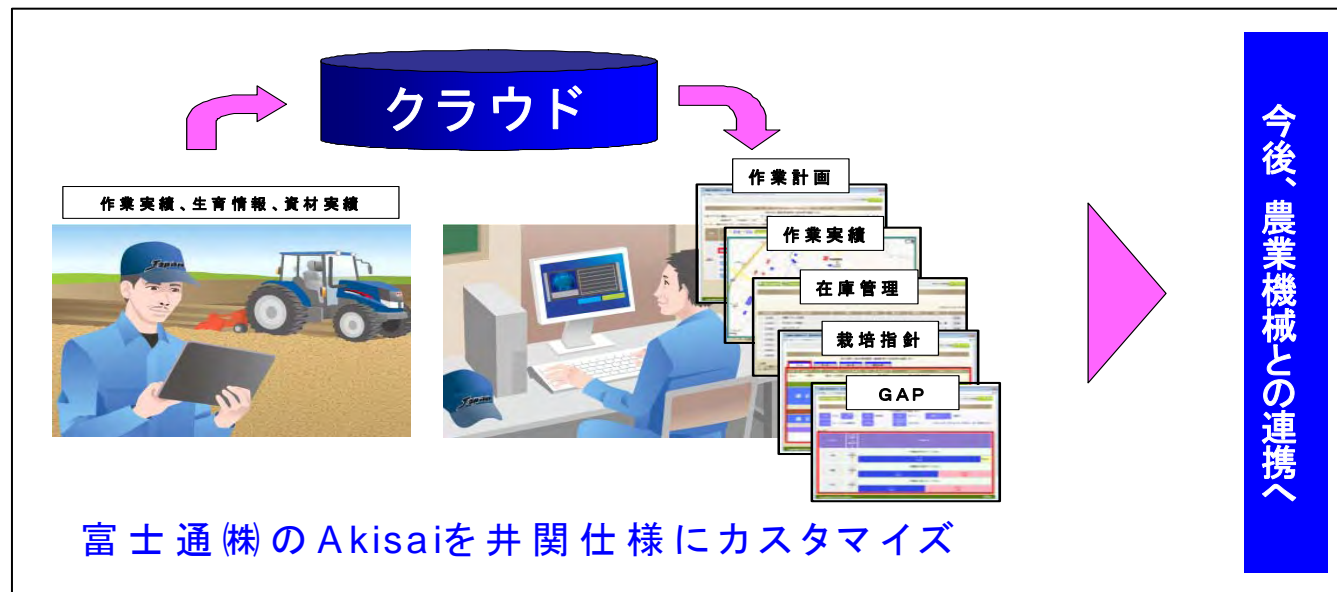 クラウド
作業実績、生育情報、資材実績
作業計画
作業実績
在庫管理
栽培指針
GAP
富士通㈱のAkisaiを井関仕様にカスタマイズ
今後、農業機械との連携へ